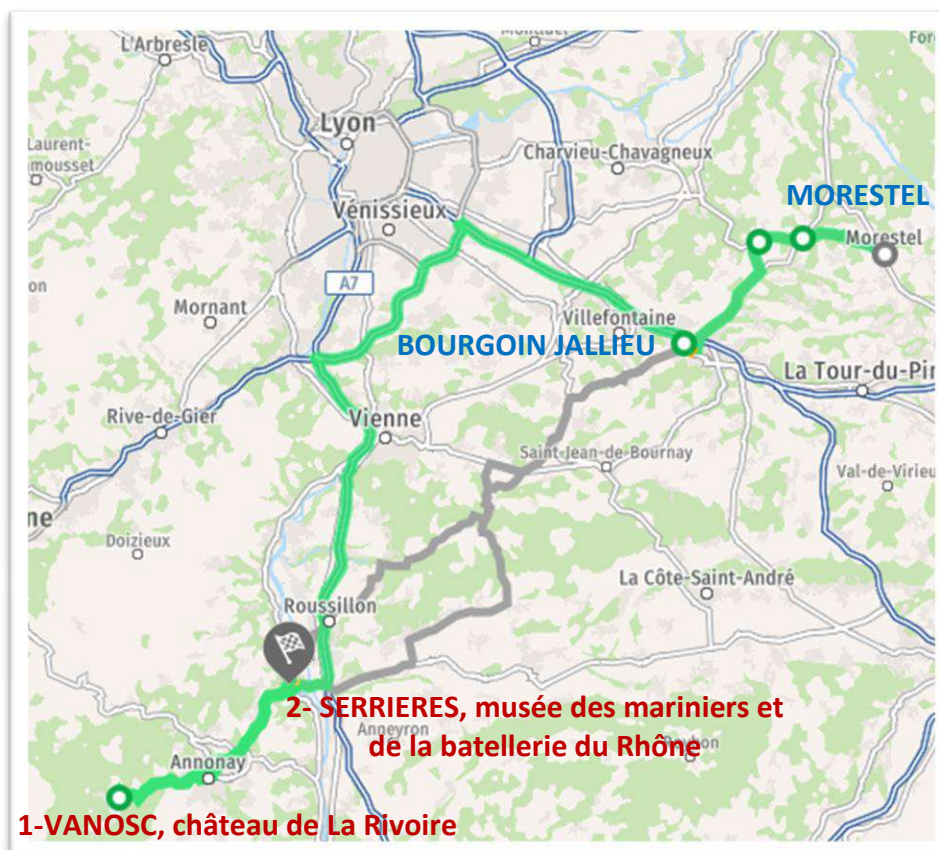 L'Arbresle
Lyon
Laurent-
Charvieu-Chavagneux
MORESTEL
Vénissieux
Morestel
A7
Mornant
Villefontaine
BOURGOIN JALLIEU
La Tour-du-Pin
Rive-de-Gier
Vienne
Saint-Jean-de-Bournay
Val-de-Virieu
ne
Doizieux
La Côte-Saint-André
Roussillon
2- SERRIERES, musée des mariniers et
Anneyron
de la batellerie du Rhône
Annonay
1-VANOSC, château de La Rivoire